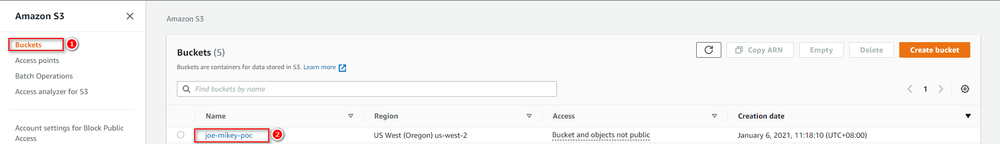 Amazon S3
Buckets 1
Access points
Batch Operations
Access analyzer for S3
Account settings for Block Public
Access
Amazon S3
Buckets (5)
Copy ARN
Empty
Delete
Create bucket
Buckets are containers for data stored in S3. Learn more
Find buckets by name
1
Name Region Access Creation date
joe-mikey-poc 2 US West (Oregon) us-west-2 Bucket and objects not public January 6, 2021, 11:18:10 (UTC+08:00)